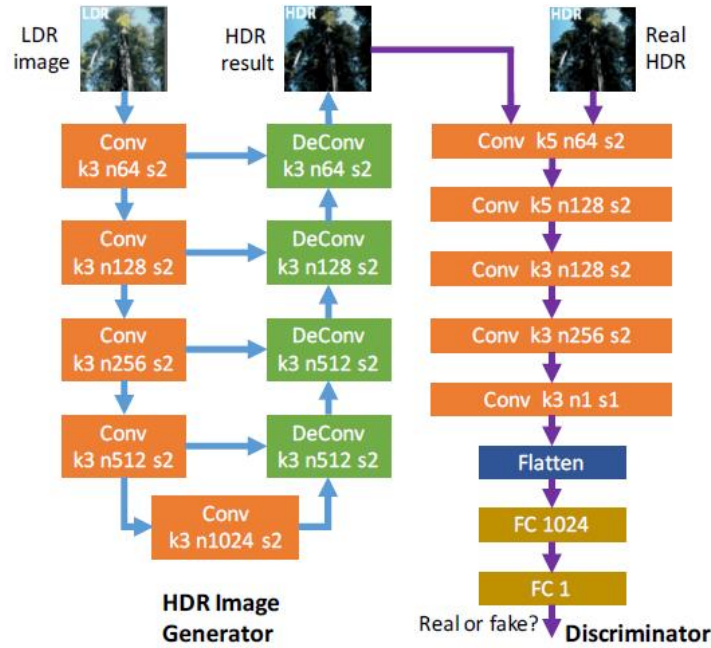 LDR
image
LDR
HDR
result
HDR
HDR
Real
HDR
Conv
k3 n64 s2
Conv
k3 n128 s2
Conv
k3 n256 s2
Conv
k3 n512 s2
Conv
k3 n1024 s2
DeConv
k3 n64 s2
DeConv
k3 n128 s2
DeConv
k3 n512 s2
DeConv
k3 n512 s2
HDR Image
Generator
Conv k5 n64 s2
Conv k5 n128 s2
Conv k3 n128 s2
Conv k3 n256 s2
Conv k3 n1 s1
Flatten
FC 1024
FC 1
Real or fake?
Discriminator